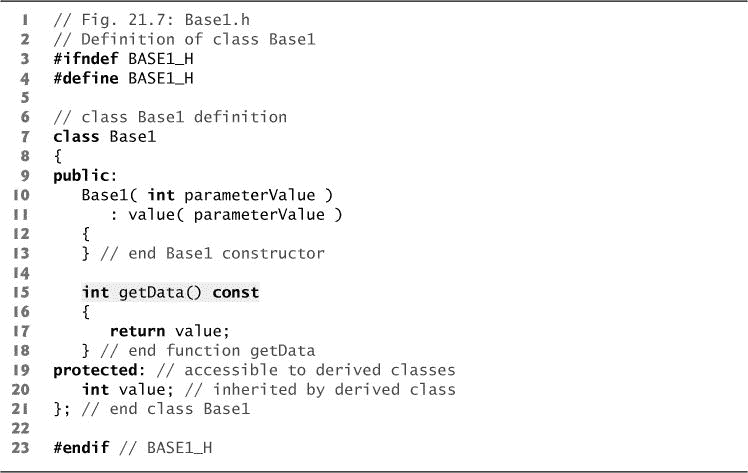 1 // Fig. 21.7: Base1.h
2 // Definition of class Base1
3 #ifndef BASE1_H
4 #define BASE1_H
5
6 // class Base1 definition
7 class Base1
8 {
9 public:
10    Base1( int parameterValue )
11       : value( parameterValue )
12    {
13    } // end Base1 constructor
14
15    int getData() const
16    {
17       return value;
18    } // end function getData
19 protected: // accessible to derived classes
20    int value; // inherited by derived class
21 }; // end class Base1
22
23 #endif // BASE1_H